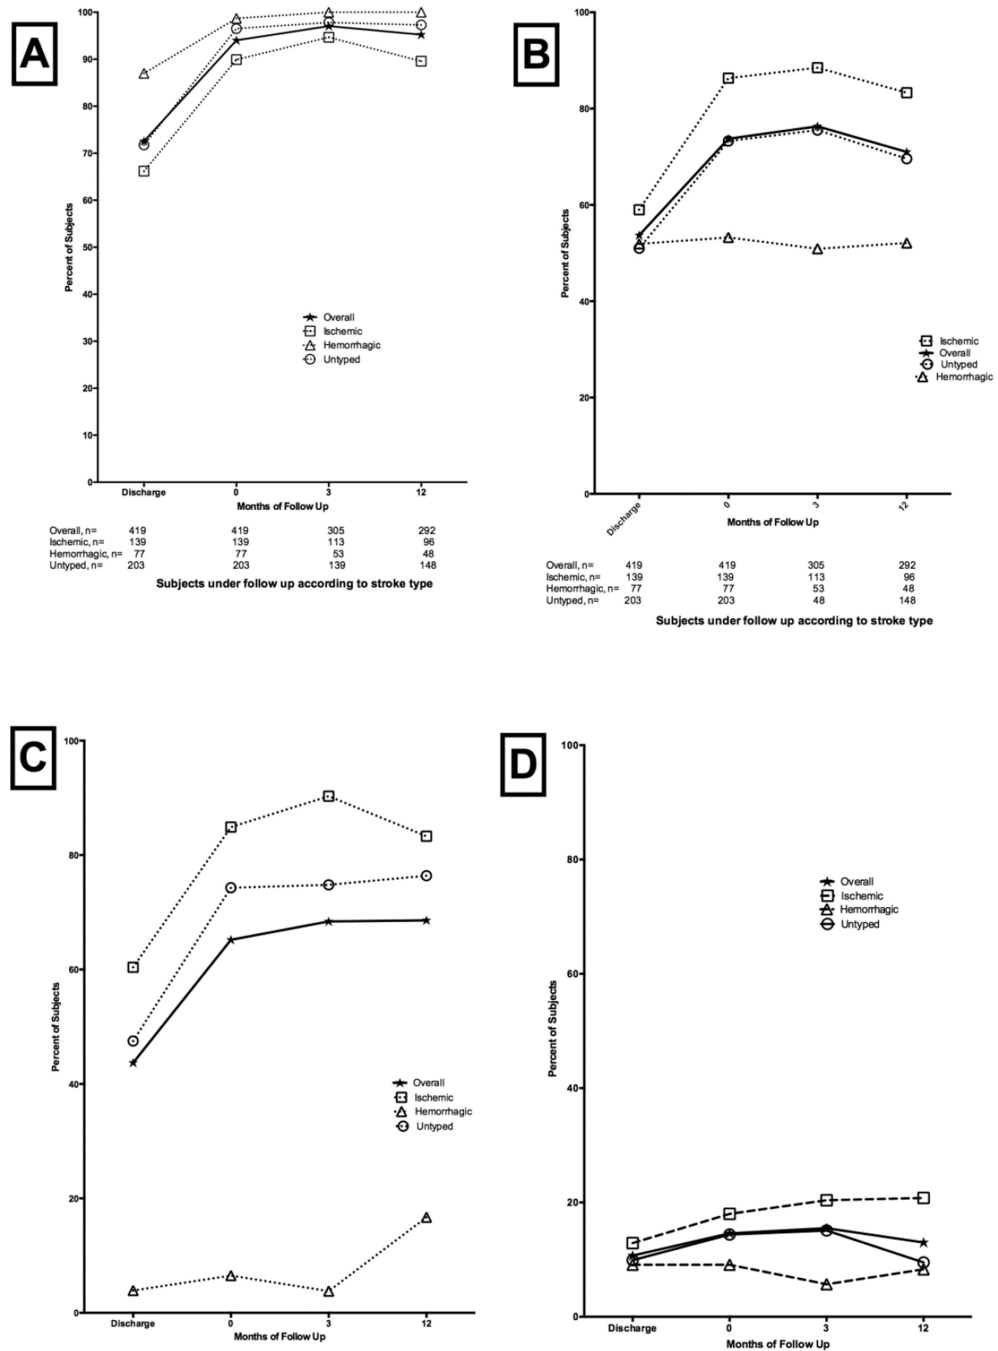 A
100
90
80
70
60
50
40
30
20
10
0
Percent of Subjects
Overall
Ischemic
Hemorrhagic
Untyped
Discharge 0 3 12
Months of Follow Up
Overall, n= 419 419 305 292
Ischemic, n= 139 139 113 96
Hemorrhagic, n= 77 77 53 48
Untyped, n= 203 203 139 148
Subjects under follow up according to stroke type
B
100
80
60
40
20
0
Percent of Subjects
Ischemic
Overall
Untyped
Hemorrhagic
Discharge 0 3 12
Months of Follow Up
Overall, n= 419 419 305 292
Ischemic, n= 139 139 113 96
Hemorrhagic, n= 77 77 53 48
Untyped, n= 203 203 48 148
Subjects under follow up according to stroke type
C
100
80
60
40
20
0
Percent of Subjects
Overall
Ischemic
Hemorrhagic
Untyped
Discharge 0 3 12
Months of Follow Up
D
100
80
60
40
20
0
Percent of Subjects
Overall
Ischemic
Hemorrhagic
Untyped
Discharge 0 3 12
Months of Follow Up